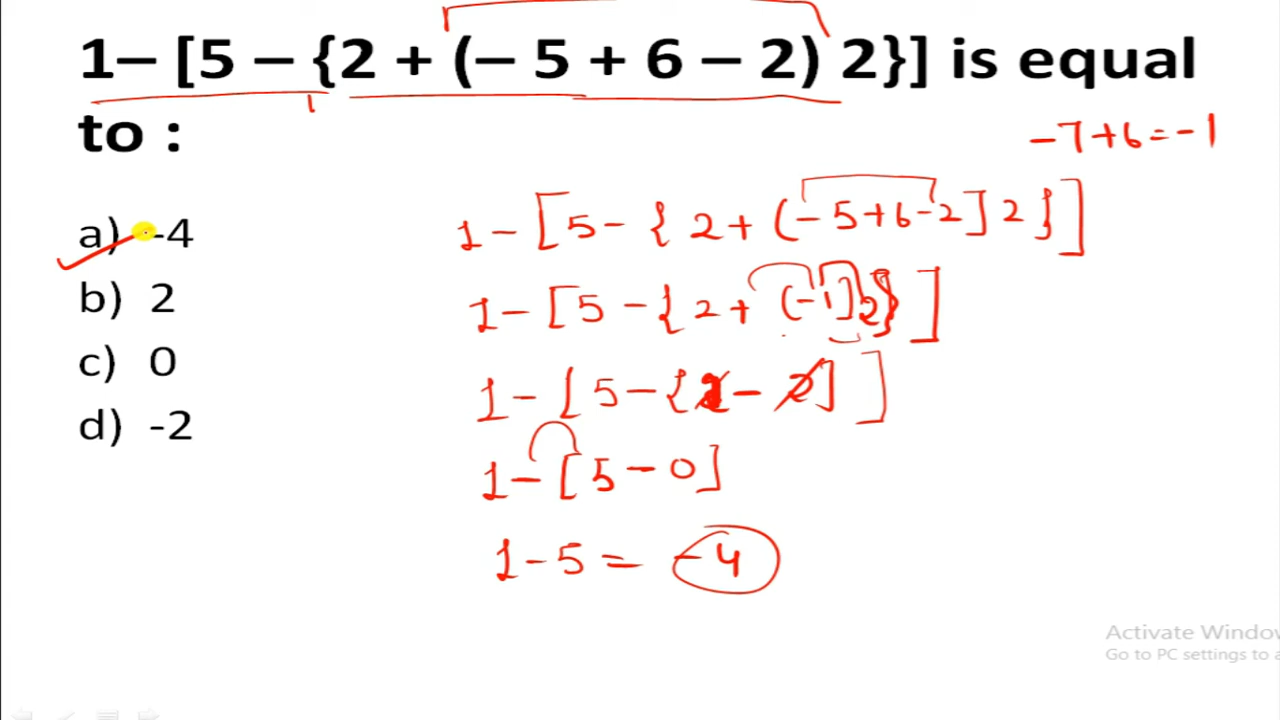 1– [5 – {2 + (– 5 + 6 – 2) 2}] is equal
to :
-7+6=-1
a) -4
b) 2
c) 0
d) -2
1-[5-{2+(-5+6-2]2}]
1-[5-{2+(-1]2}]
1-[5-{2-2}]
1-[5-0]
1-5=-4
Activate Windo
Go to PC settings to a